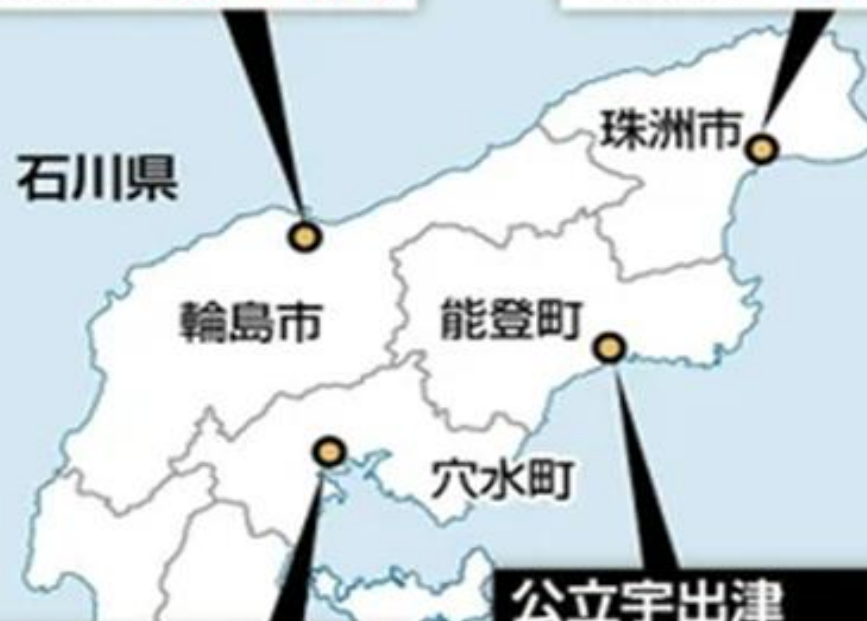 珠洲市
石川県
輪島市
能登町
穴水町
公立宇出津